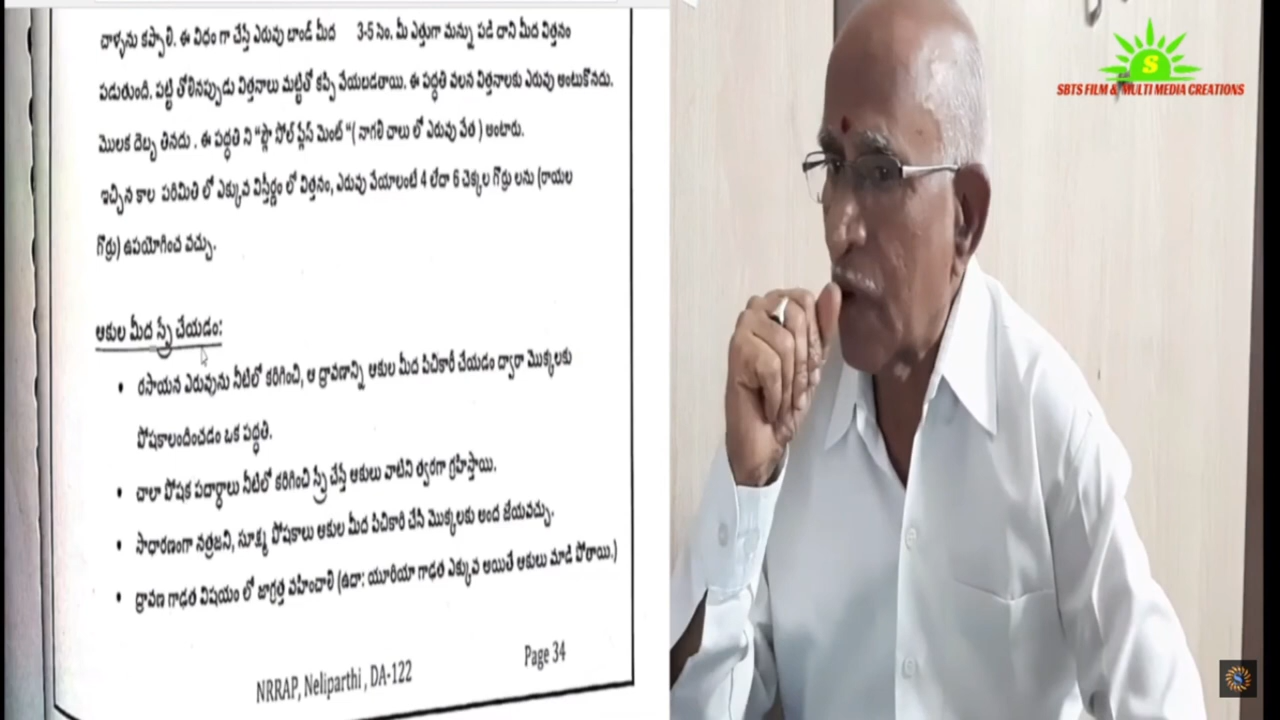 చాళ్ళను కప్పాలి. ఈ విధం గా చేస్తే ఎరువు బాండ్ మీద 3-5 సెం. మీ ఎత్తుగా మన్ను పడి దాని మీద విత్తనం
పడుతుంది. పట్టి తోలినప్పుడు విత్తనాలు మట్టితో కప్పి వేయబడతాయి. ఈ పద్ధతి వలన విత్తనాలకు ఎరువు అంటుకొనదు.
మొలక దెబ్బ తినదు . ఈ పద్ధతి ని "ప్లౌ సోల్ ప్లేస్ మెంట్ "( నాగలి చాలు లో ఎరువు వేత ) అంటారు.
ఇచ్చిన కాల పరిమితి లో ఎక్కువ విస్తీర్ణం లో విత్తనం, ఎరువు వేయాలంటే 4 లేదా 6 చెక్కల గొర్రు లను (రాయల
గొర్రు) ఉపయోగించ వచ్చు.
ఆకుల మీద స్ప్రే చేయడం:
• రసాయన ఎరువును నీటిలో కరిగించి, ఆ ద్రావణాన్ని ఆకుల మీద పిచికారీ చేయడం ద్వారా మొక్కలకు
పోషకాలందించడం ఒక పద్ధతి.
• చాలా పోషక పదార్థాలు నీటిలో కరిగించి స్ప్రే చేస్తే ఆకులు వాటిని త్వరగా గ్రహిస్తాయి.
• సాధారణంగా నత్రజని, సూక్ష్మ పోషకాలు ఆకుల మీద పిచికారి చేసి మొక్కలకు అంద జేయవచ్చు.
• ద్రావణ గాఢత విషయం లో జాగ్రత్త వహించాలి (ఉదా: యూరియా గాఢత ఎక్కువ అయితే ఆకులు మాడి పోతాయి.)
NRRAP, Neliparthi , DA-122
Page 34
S
SBTS FILM & MULTI MEDIA CREATIONS